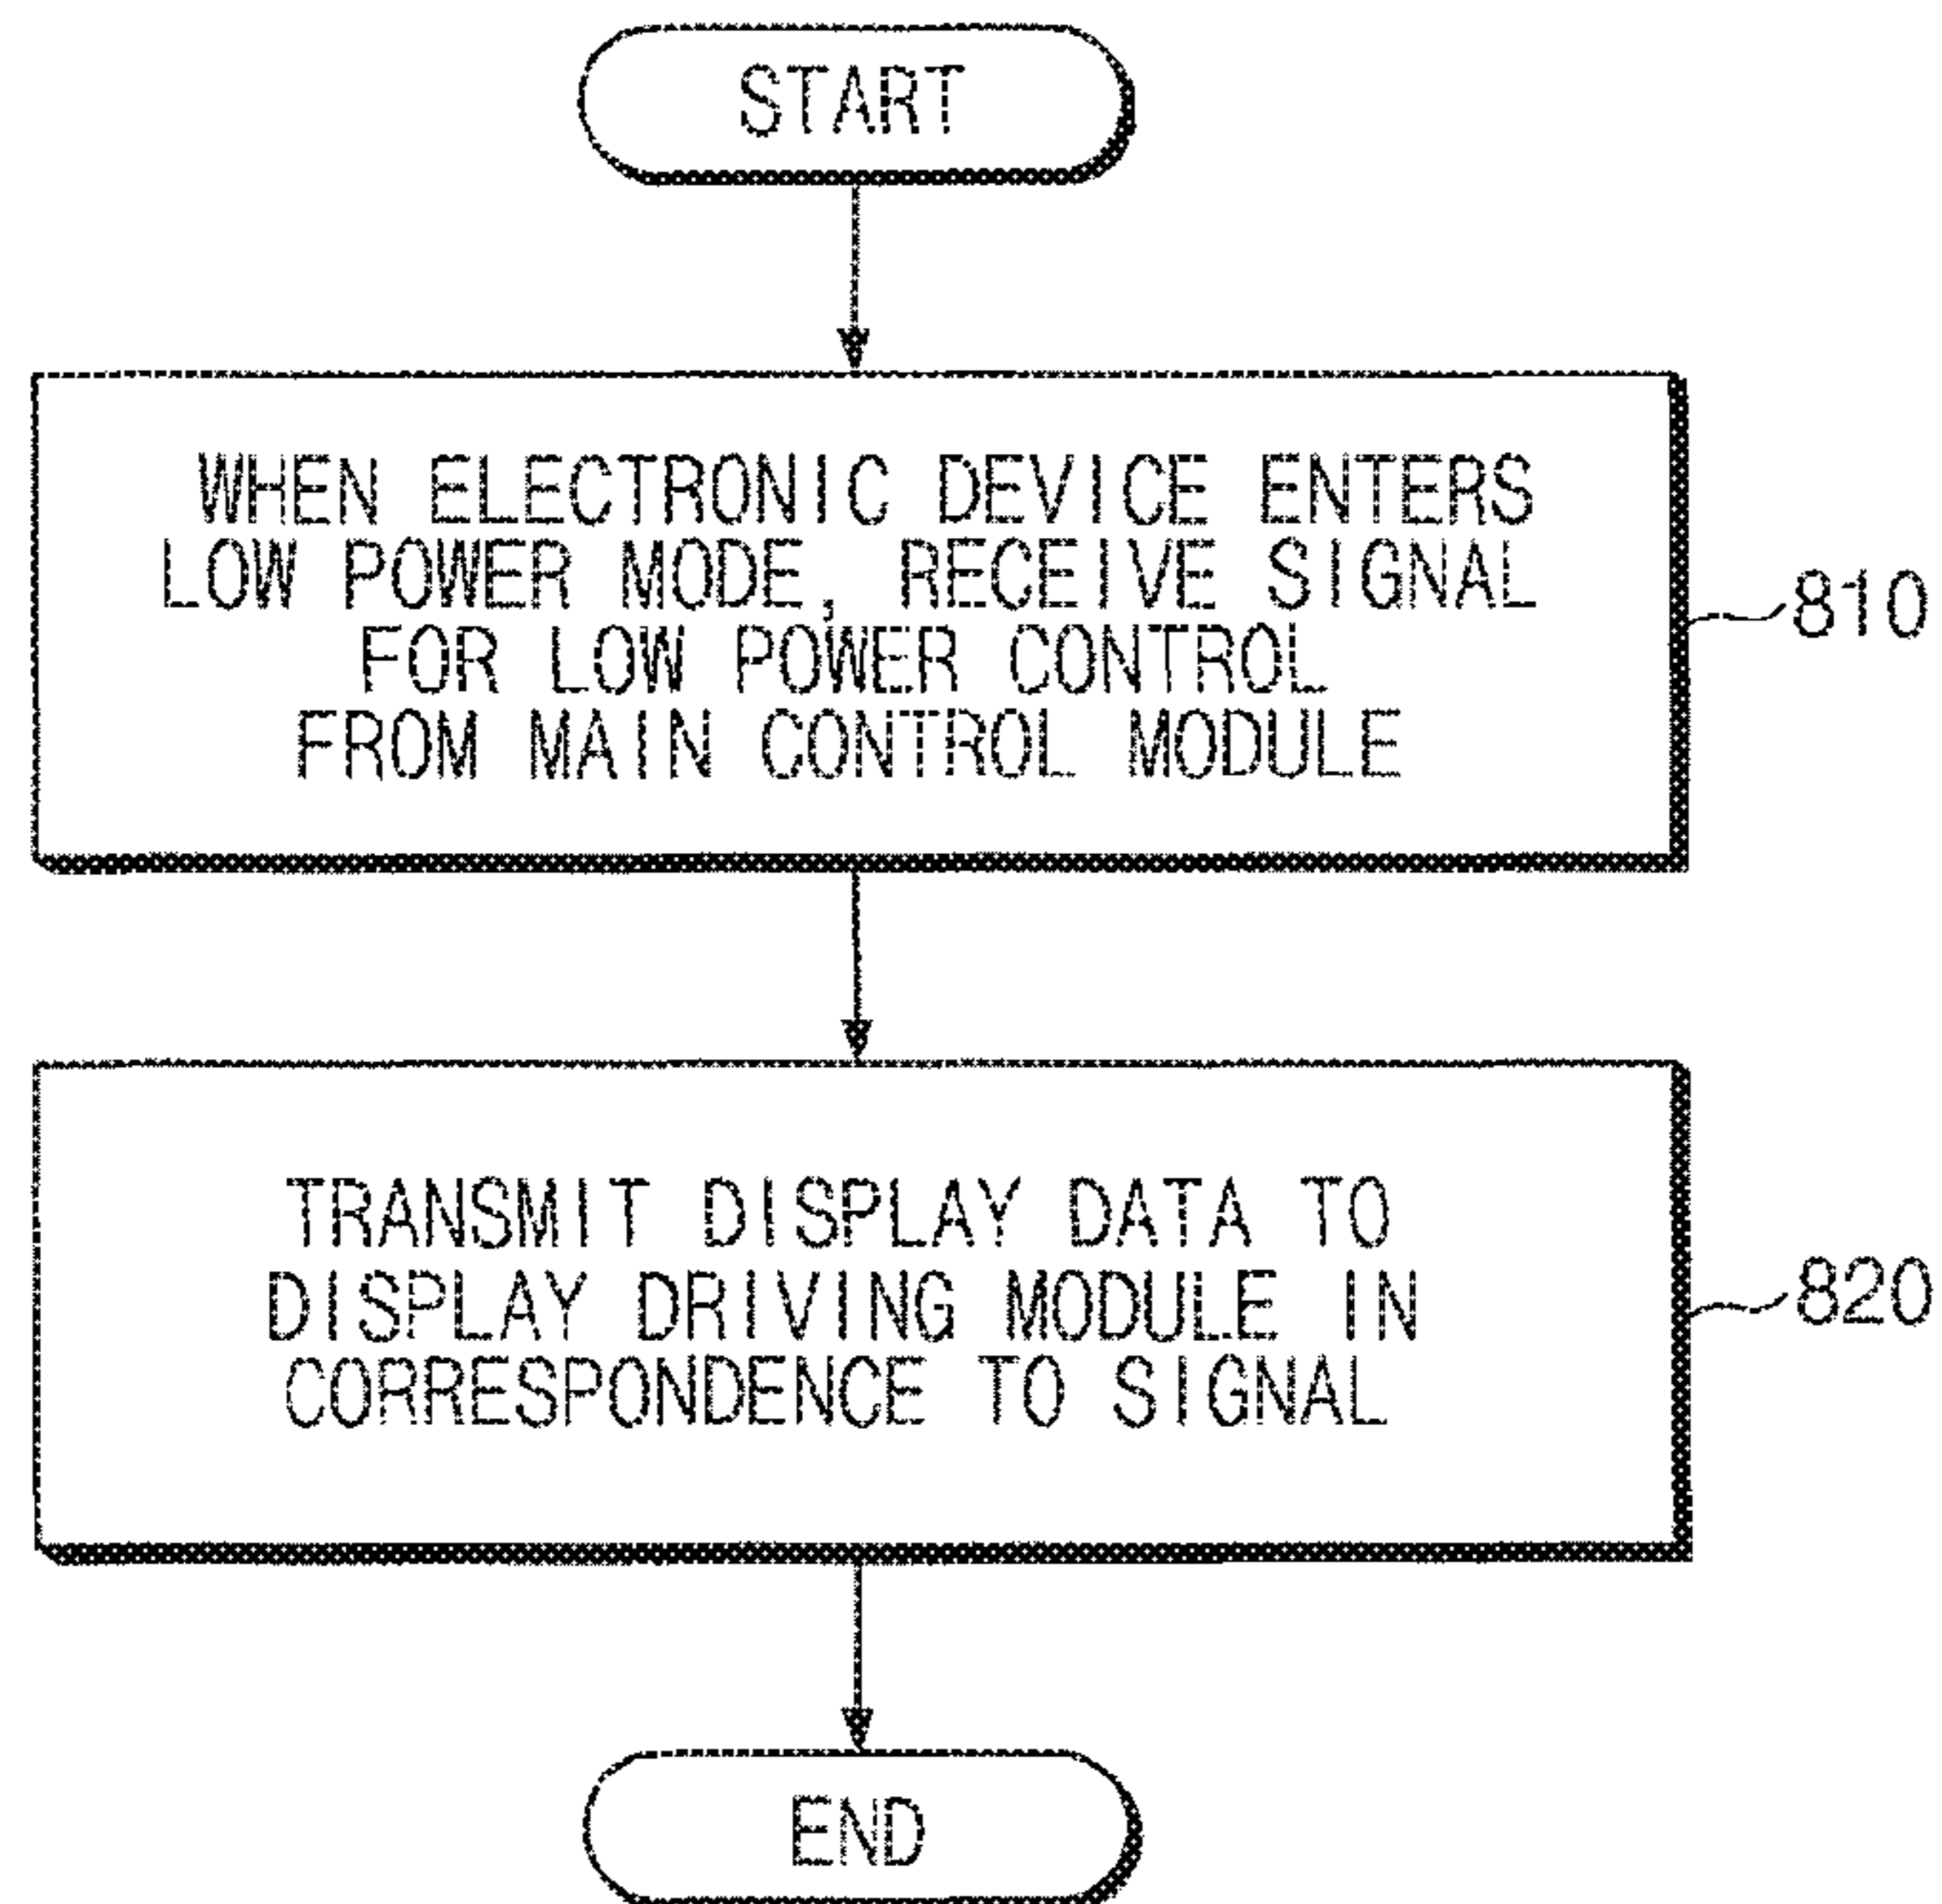 START
WHEN ELECTRONIC DEVICE ENTERS
LOW POWER MODE, RECEIVE SIGNAL
FOR LOW POWER CONTROL
FROM MAIN CONTROL MODULE
810
TRANSMIT DISPLAY DATA TO
DISPLAY DRIVING MODULE IN
CORRESPONDENCE TO SIGNAL
820
END